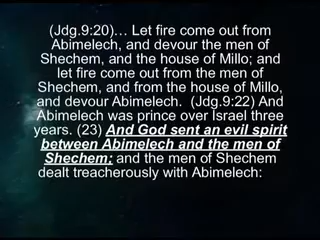 (Jdg.9:20)… Let fire come out from
Abimelech, and devour the men of
Shechem, and the house of Millo; and
let fire come out from the men of
Shechem, and from the house of Millo,
and devour Abimelech.  (Jdg.9:22) And
Abimelech was prince over Israel three
years. (23) And God sent an evil spirit
between Abimelech and the men of
Shechem; and the men of Shechem
dealt treacherously with Abimelech: